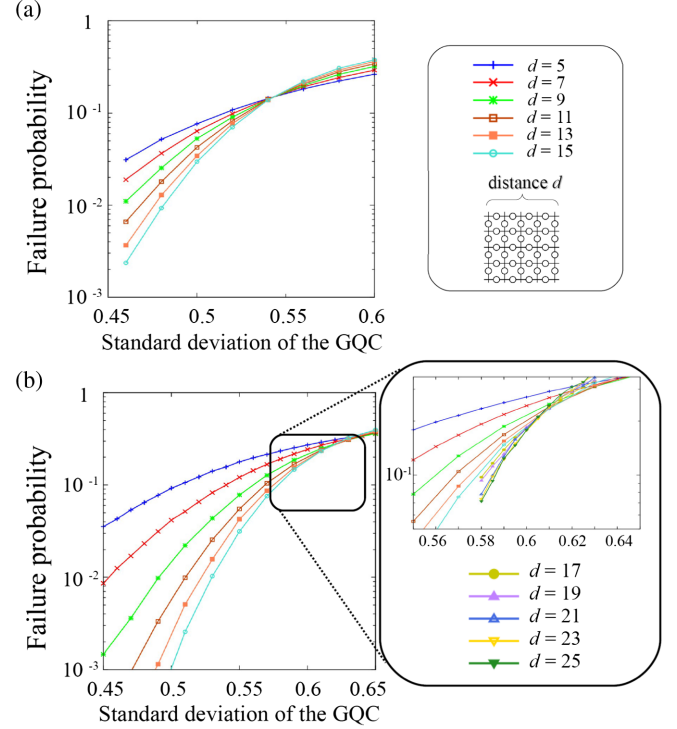 (a)
1
10-1
10-2
10-3
Failure probability
0.45
0.5
0.55
0.6
Standard deviation of the GQC
d = 5
d = 7
d = 9
d = 11
d = 13
d = 15
distance d
(b)
1
10-1
10-2
10-3
Failure probability
0.45
0.5
0.55
0.6
0.65
Standard deviation of the GQC
10-1
0.56
0.58
0.60
0.62
0.64
d = 17
d = 19
d = 21
d = 23
d = 25